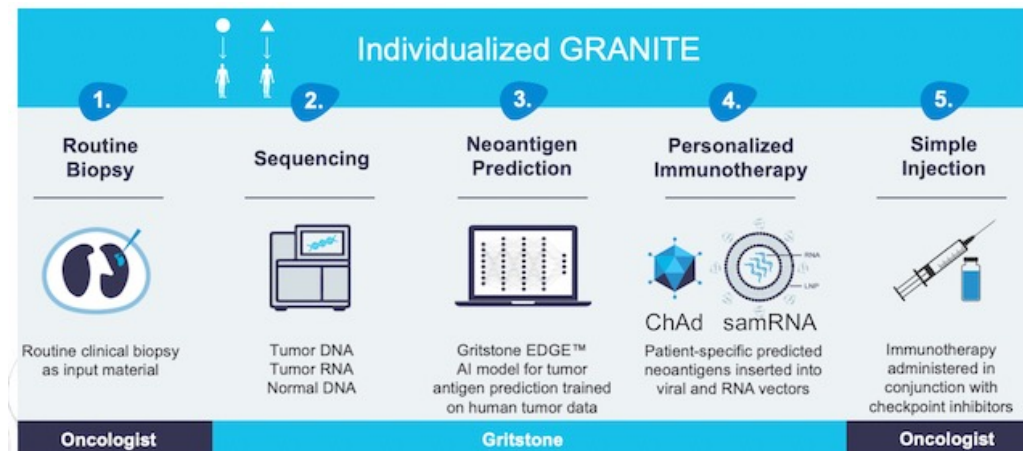 Individualized GRANITE
1.
Routine
Biopsy
Routine clinical biopsy
as input material
2.
Sequencing
Tumor DNA
Tumor RNA
Normal DNA
3.
Neoantigen
Prediction
Gritstone EDGE™
AI model for tumor
antigen prediction trained
on human tumor data
4.
Personalized
Immunotherapy
RNA
LNP
ChAd
samRNA
Patient-specific predicted
neoantigens inserted into
viral and RNA vectors
5.
Simple
Injection
Immunotherapy
administered in
conjunction with
checkpoint inhibitors
Oncologist
Gritstone
Oncologist